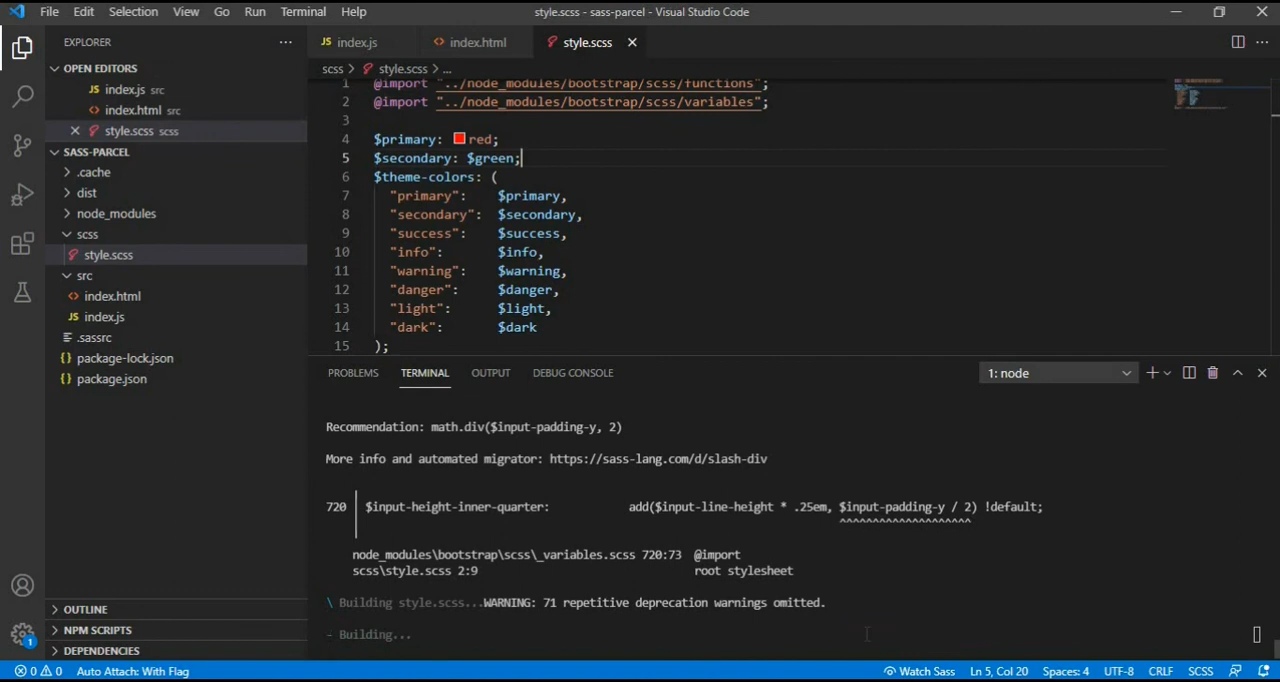 File Edit Selection View Go Run Terminal Help
style.scss - sass-parcel - Visual Studio Code
EXPLORER
OPEN EDITORS
index.js src
index.html src
style.scss scss
SASS-PARCEL
.cache
dist
node_modules
scss
style.scss
src
index.html
index.js
.sassrc
package-lock.json
package.json
OUTLINE
NPM SCRIPTS
DEPENDENCIES
index.js
index.html
style.scss
scss > style.scss > ...
1 @import "../node_modules/bootstrap/scss/functions";
2 @import "../node_modules/bootstrap/scss/variables";
3
4 $primary: red;
5 $secondary: $green;
6 $theme-colors: (
7 "primary": $primary,
8 "secondary": $secondary,
9 "success": $success,
10 "info": $info,
11 "warning": $warning,
12 "danger": $danger,
13 "light": $light,
14 "dark": $dark
15 );
PROBLEMS TERMINAL OUTPUT DEBUG CONSOLE
1: node
Recommendation: math.div($input-padding-y, 2)
More info and automated migrator: https://sass-lang.com/d/slash-div
720 | $input-height-inner-quarter: add($input-line-height * .25em, $input-padding-y / 2) !default;
^^^^^^^^^^^^^^^^^^^^
node_modules\bootstrap\scss\_variables.scss 720:73 @import
scss\style.scss 2:9 root stylesheet
\ Building style.scss...WARNING: 71 repetitive deprecation warnings omitted.
- Building...
1
0 0 Auto Attach: With Flag
Watch Sass Ln 5, Col 20 Spaces: 4 UTF-8 CRLF SCSS